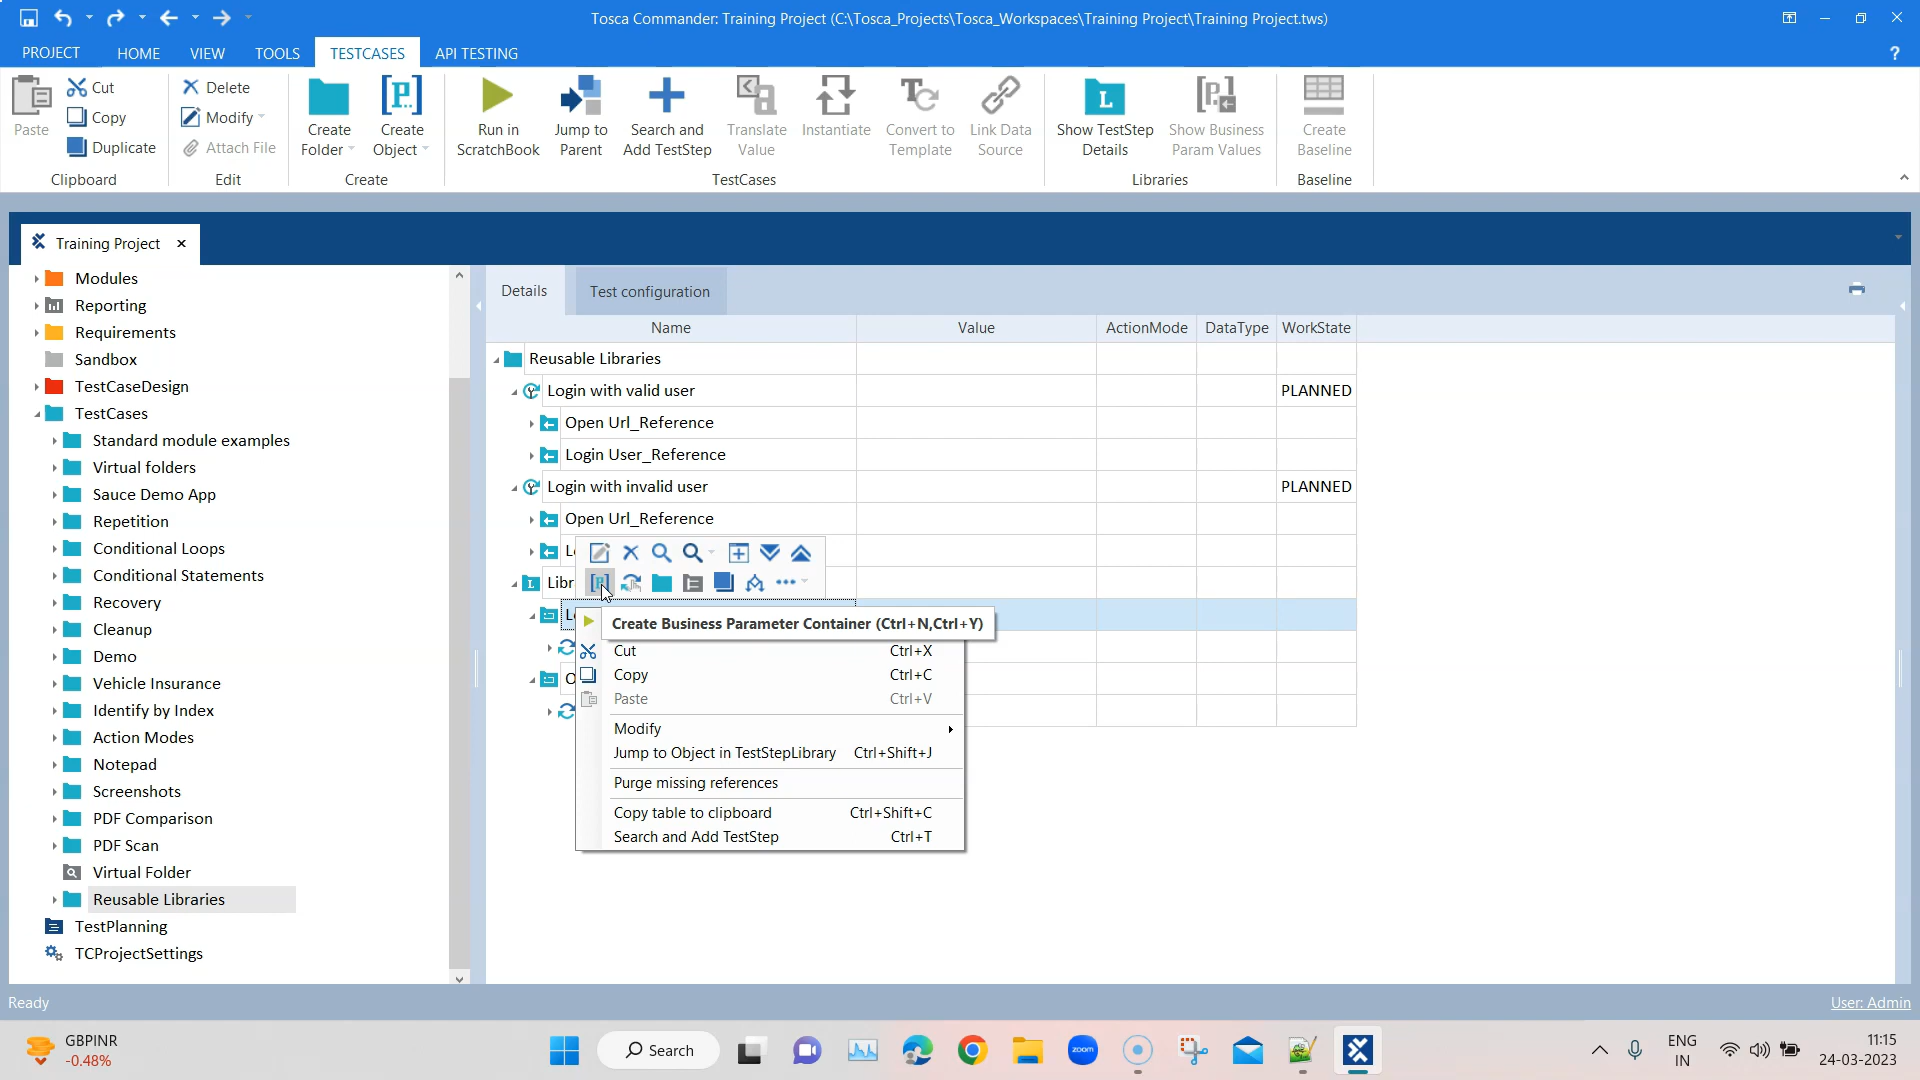 Tosca Commander: Training Project (C:\Tosca_Projects\Tosca_Workspaces\Training Project\Training Project.tws)
PROJECT HOME VIEW TOOLS TESTCASES API TESTING ?
Paste
Cut
Copy
Duplicate
Clipboard
Delete
Modify
Attach File
Edit
Create Folder
Create Object
Create
Run in ScratchBook
Jump to Parent
Search and Add TestStep
Translate Value
Instantiate
Convert to Template
Link Data Source
TestCases
Show TestStep Details
Show Business Param Values
Libraries
Create Baseline
Baseline
Training Project
Modules
Reporting
Requirements
Sandbox
TestCaseDesign
TestCases
Standard module examples
Virtual folders
Sauce Demo App
Repetition
Conditional Loops
Conditional Statements
Recovery
Cleanup
Demo
Vehicle Insurance
Identify by Index
Action Modes
Notepad
Screenshots
PDF Comparison
PDF Scan
Virtual Folder
Reusable Libraries
TestPlanning
TCProjectSettings
Details Test configuration
Name Value ActionMode DataType WorkState
Reusable Libraries
Login with valid user PLANNED
Open Url_Reference
Login User_Reference
Login with invalid user PLANNED
Open Url_Reference
Create Business Parameter Container (Ctrl+N,Ctrl+Y)
Cut Ctrl+X
Copy Ctrl+C
Paste Ctrl+V
Modify
Jump to Object in TestStepLibrary Ctrl+Shift+J
Purge missing references
Copy table to clipboard Ctrl+Shift+C
Search and Add TestStep Ctrl+T
Ready User: Admin
GBPINR
-0.48%
Search
zoom
ENG
IN
11:15
24-03-2023